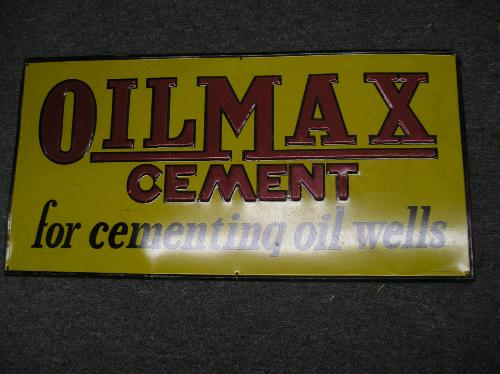 OILMAX
CEMENT
for cementing oil wells